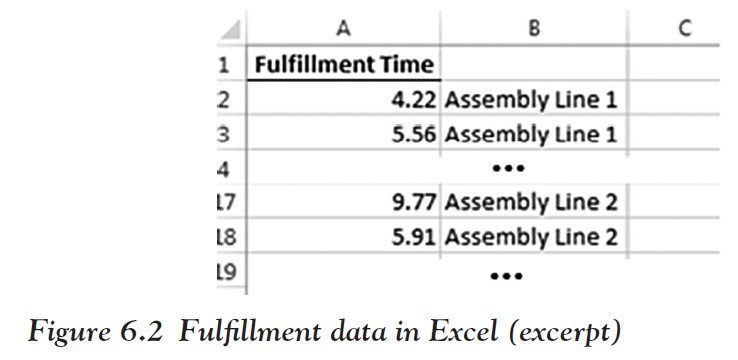 A B C
1 Fulfillment Time
2 4.22 Assembly Line 1
3 5.56 Assembly Line 1
4 •••
17 9.77 Assembly Line 2
18 5.91 Assembly Line 2
19 •••
Figure 6.2 Fulfillment data in Excel (excerpt)